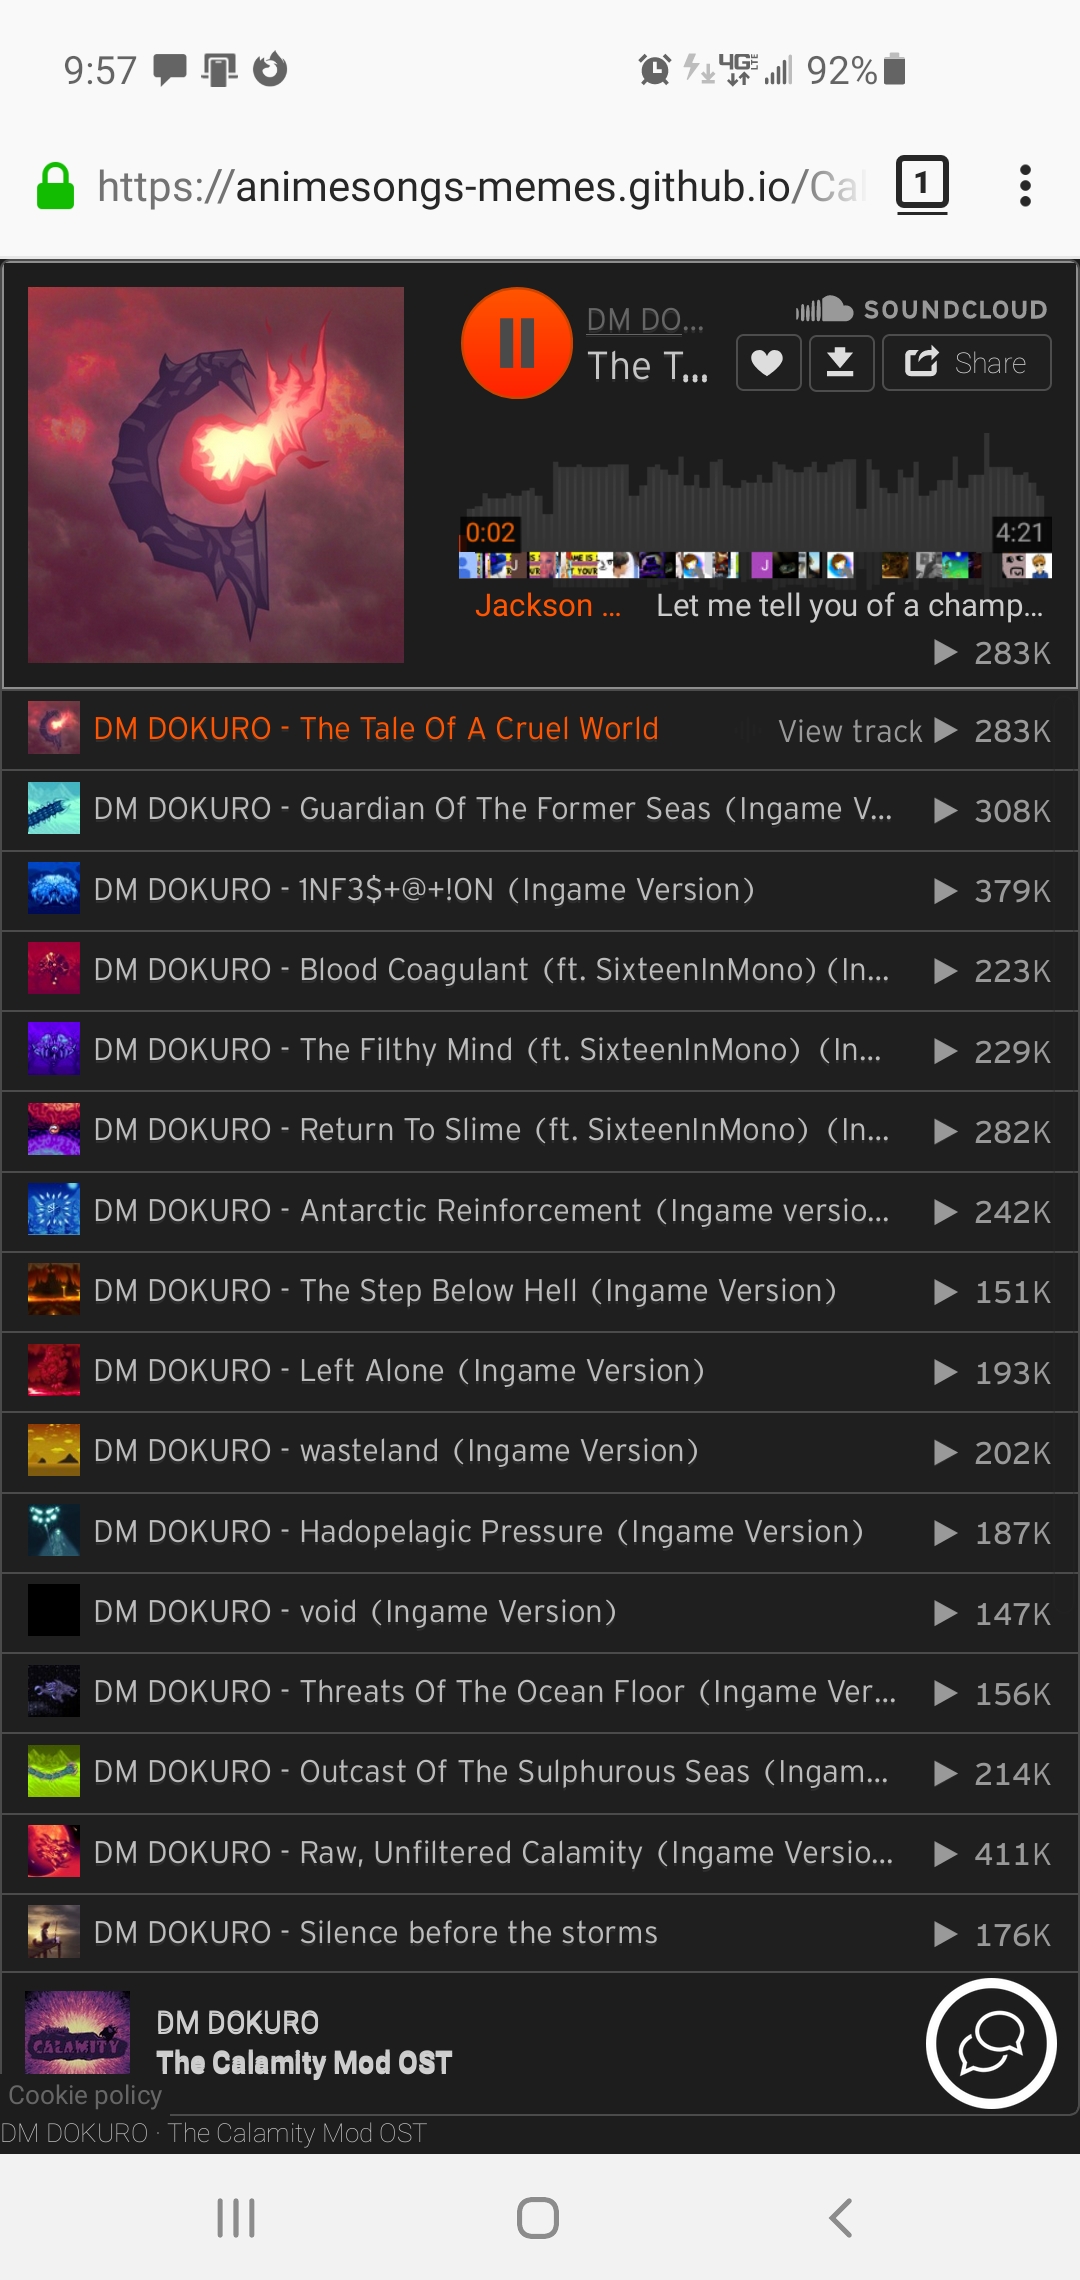 9:57
4G LTE
92%
https://animesongs-memes.github.io/Cal
1
DM DO...
SOUNDCLOUD
The T...
Share
0:02
4:21
Jackson ...
Let me tell you of a champ...
283K
DM DOKURO - The Tale Of A Cruel World
View track
283K
DM DOKURO - Guardian Of The Former Seas (Ingame V...
308K
DM DOKURO - 1NF3$+@+!0N (Ingame Version)
379K
DM DOKURO - Blood Coagulant (ft. SixteenInMono) (In...
223K
DM DOKURO - The Filthy Mind (ft. SixteenInMono) (In...
229K
DM DOKURO - Return To Slime (ft. SixteenInMono) (In...
282K
DM DOKURO - Antarctic Reinforcement (Ingame versio...
242K
DM DOKURO - The Step Below Hell (Ingame Version)
151K
DM DOKURO - Left Alone (Ingame Version)
193K
DM DOKURO - wasteland (Ingame Version)
202K
DM DOKURO - Hadopelagic Pressure (Ingame Version)
187K
DM DOKURO - void (Ingame Version)
147K
DM DOKURO - Threats Of The Ocean Floor (Ingame Ver...
156K
DM DOKURO - Outcast Of The Sulphurous Seas (Ingam...
214K
DM DOKURO - Raw, Unfiltered Calamity (Ingame Versio...
411K
DM DOKURO - Silence before the storms
176K
CALAMITY
DM DOKURO
The Calamity Mod OST
Cookie policy
DM DOKURO · The Calamity Mod OST